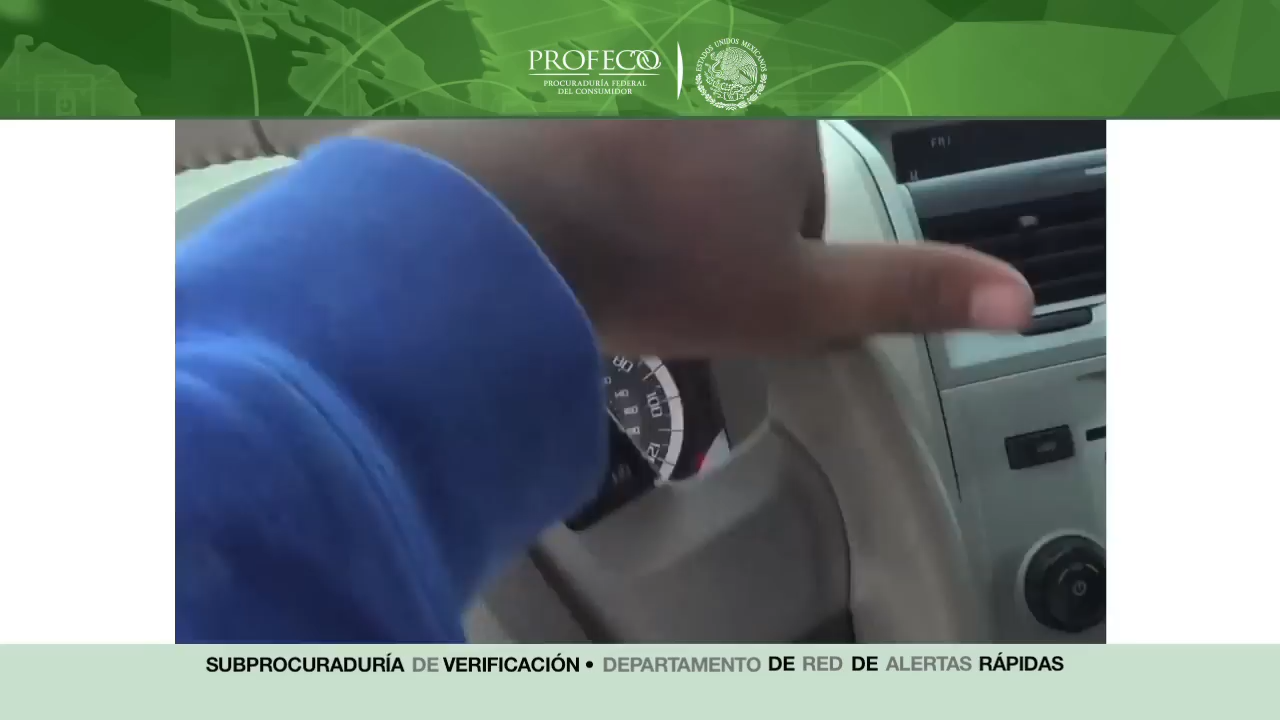 PROFECO
PROCURADURÍA FEDERAL
DEL CONSUMIDOR
ESTADOS UNIDOS MEXICANOS
FRI
80
100
SUBPROCURADURÍA DE VERIFICACIÓN • DEPARTAMENTO DE RED DE ALERTAS RÁPIDAS